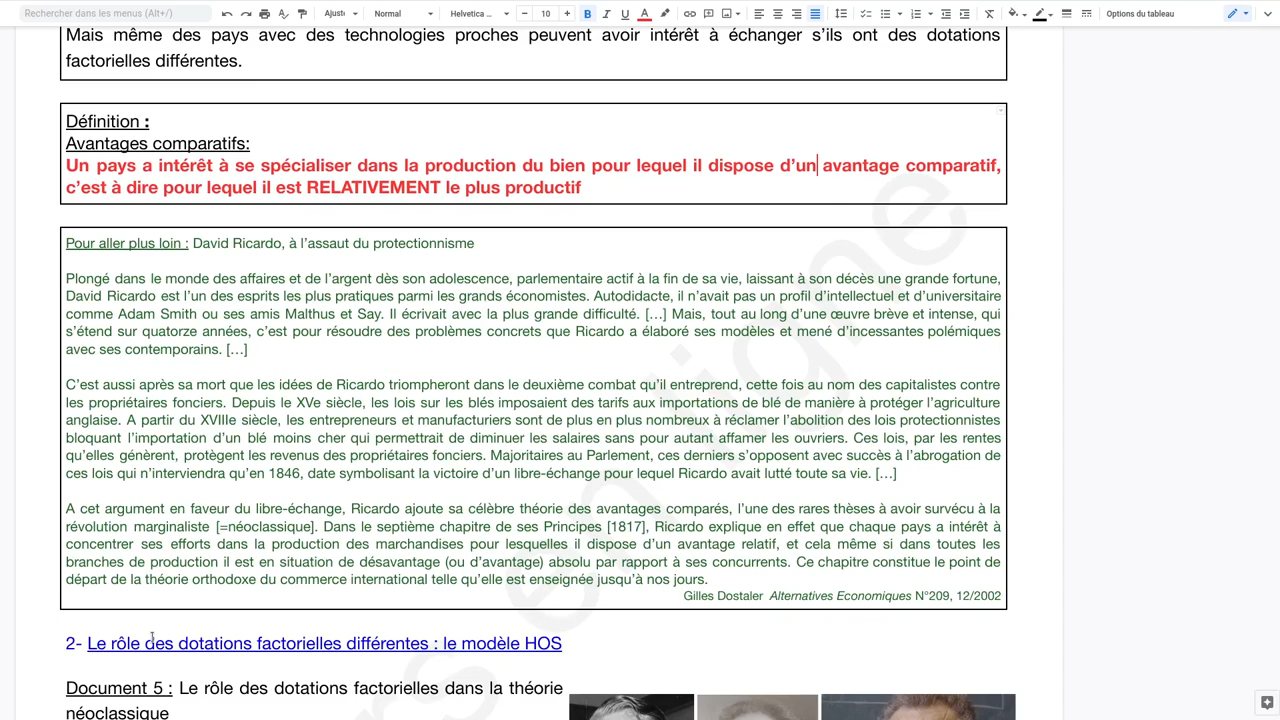 Rechercher dans les menus (Alt+/)
Ajuste
Normal
Helvetica ...
10
B I U A
Options du tableau
Mais même des pays avec des technologies proches peuvent avoir intérêt à échanger s’ils ont des dotations
factorielles différentes.
Définition :
Avantages comparatifs:
Un pays a intérêt à se spécialiser dans la production du bien pour lequel il dispose d’un avantage comparatif,
c’est à dire pour lequel il est RELATIVEMENT le plus productif
Pour aller plus loin : David Ricardo, à l’assaut du protectionnisme
Plongé dans le monde des affaires et de l’argent dès son adolescence, parlementaire actif à la fin de sa vie, laissant à son décès une grande fortune,
David Ricardo est l’un des esprits les plus pratiques parmi les grands économistes. Autodidacte, il n’avait pas un profil d’intellectuel et d’universitaire
comme Adam Smith ou ses amis Malthus et Say. Il écrivait avec la plus grande difficulté. […] Mais, tout au long d’une œuvre brève et intense, qui
s’étend sur quatorze années, c’est pour résoudre des problèmes concrets que Ricardo a élaboré ses modèles et mené d’incessantes polémiques
avec ses contemporains. […]
C’est aussi après sa mort que les idées de Ricardo triompheront dans le deuxième combat qu’il entreprend, cette fois au nom des capitalistes contre
les propriétaires fonciers. Depuis le XVe siècle, les lois sur les blés imposaient des tarifs aux importations de blé de manière à protéger l’agriculture
anglaise. A partir du XVIIIe siècle, les entrepreneurs et manufacturiers sont de plus en plus nombreux à réclamer l’abolition des lois protectionnistes
bloquant l’importation d’un blé moins cher qui permettrait de diminuer les salaires sans pour autant affamer les ouvriers. Ces lois, par les rentes
qu’elles génèrent, protègent les revenus des propriétaires fonciers. Majoritaires au Parlement, ces derniers s’opposent avec succès à l’abrogation de
ces lois qui n’interviendra qu’en 1846, date symbolisant la victoire d’un libre-échange pour lequel Ricardo avait lutté toute sa vie. […]
A cet argument en faveur du libre-échange, Ricardo ajoute sa célèbre théorie des avantages comparés, l’une des rares thèses à avoir survécu à la
révolution marginaliste [=néoclassique]. Dans le septième chapitre de ses Principes [1817], Ricardo explique en effet que chaque pays a intérêt à
concentrer ses efforts dans la production des marchandises pour lesquelles il dispose d’un avantage relatif, et cela même si dans toutes les
branches de production il est en situation de désavantage (ou d’avantage) absolu par rapport à ses concurrents. Ce chapitre constitue le point de
départ de la théorie orthodoxe du commerce international telle qu’elle est enseignée jusqu’à nos jours.
Gilles Dostaler Alternatives Economiques N°209, 12/2002
2- Le rôle des dotations factorielles différentes : le modèle HOS
Document 5 : Le rôle des dotations factorielles dans la théorie
néoclassique
en ligne